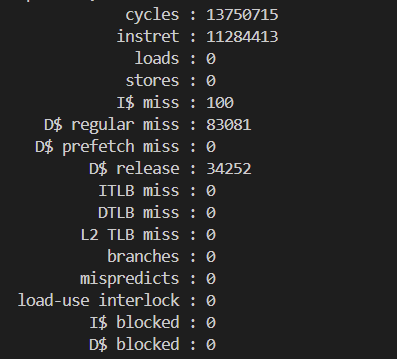 cycles : 13750715
instret : 11284413
loads : 0
stores : 0
I$ miss : 100
D$ regular miss : 83081
D$ prefetch miss : 0
D$ release : 34252
ITLB miss : 0
DTLB miss : 0
L2 TLB miss : 0
branches : 0
mispredicts : 0
load-use interlock : 0
I$ blocked : 0
D$ blocked : 0